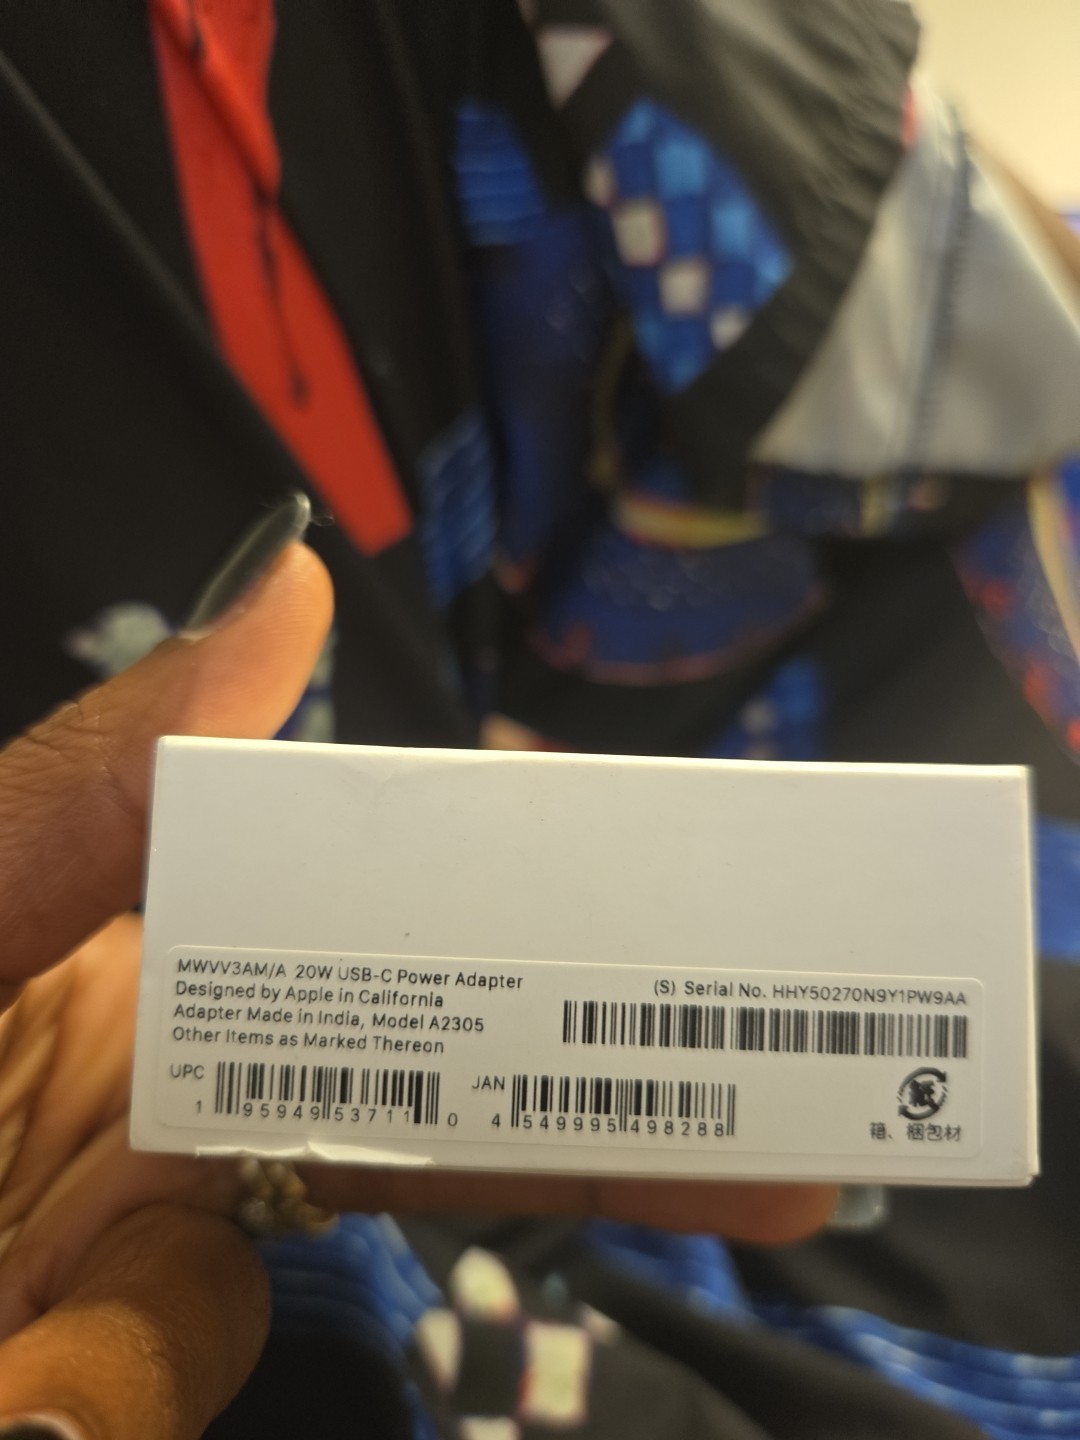 MWVV3AM/A 20W USB-C Power Adapter
Designed by Apple in California
Adapter Made in India, Model A2305
Other Items as Marked Thereon
(S) Serial No. HHY50270N9Y1PW9AA
UPC
1 95949 53711 0
JAN
4 549995 498288
紙
箱、梱包材